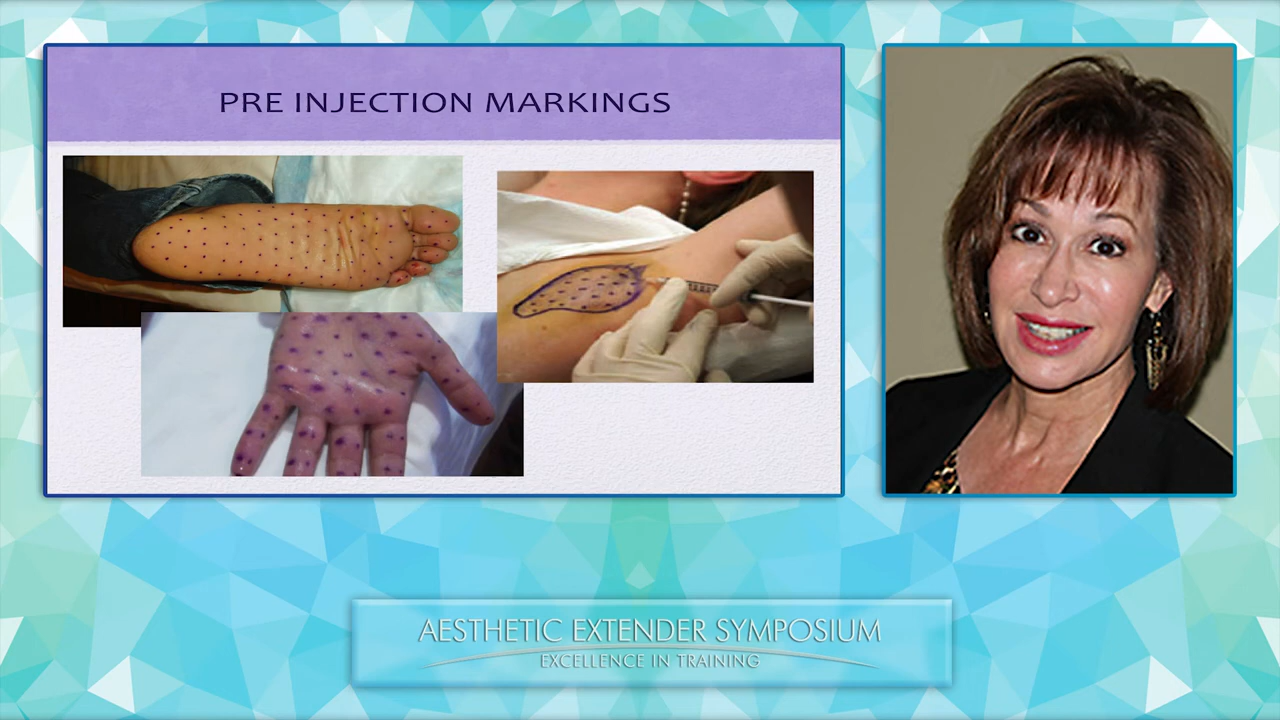 PRE INJECTION MARKINGS
AESTHETIC EXTENDER SYMPOSIUM
EXCELLENCE IN TRAINING